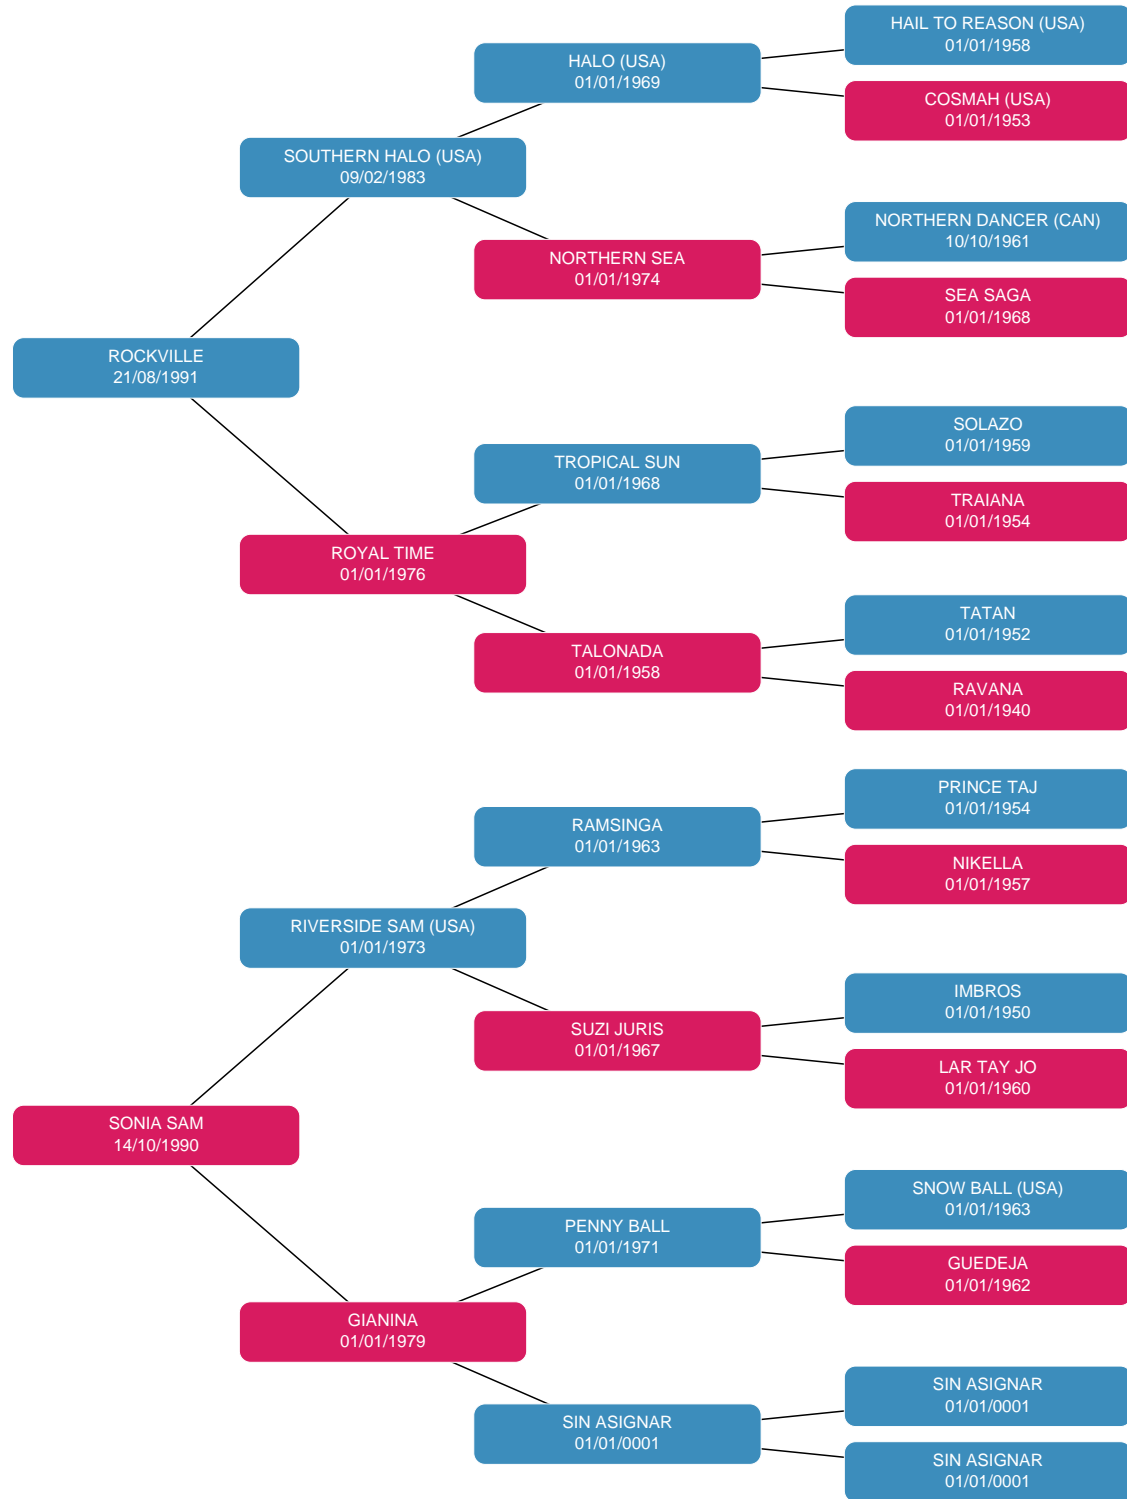 HAIL TO REASON (USA)
01/01/1958
HALO (USA)
01/01/1969
COSMAH (USA)
01/01/1953
SOUTHERN HALO (USA)
09/02/1983
NORTHERN DANCER (CAN)
10/10/1961
NORTHERN SEA
01/01/1974
SEA SAGA
01/01/1968
ROCKVILLE
21/08/1991
SOLAZO
01/01/1959
TROPICAL SUN
01/01/1968
TRAIANA
01/01/1954
ROYAL TIME
01/01/1976
TATAN
01/01/1952
TALONADA
01/01/1958
RAVANA
01/01/1940
PRINCE TAJ
01/01/1954
RAMSINGA
01/01/1963
NIKELLA
01/01/1957
RIVERSIDE SAM (USA)
01/01/1973
IMBROS
01/01/1950
SUZI JURIS
01/01/1967
LAR TAY JO
01/01/1960
SONIA SAM
14/10/1990
SNOW BALL (USA)
01/01/1963
PENNY BALL
01/01/1971
GUEDEJA
01/01/1962
GIANINA
01/01/1979
SIN ASIGNAR
01/01/0001
SIN ASIGNAR
01/01/0001
SIN ASIGNAR
01/01/0001